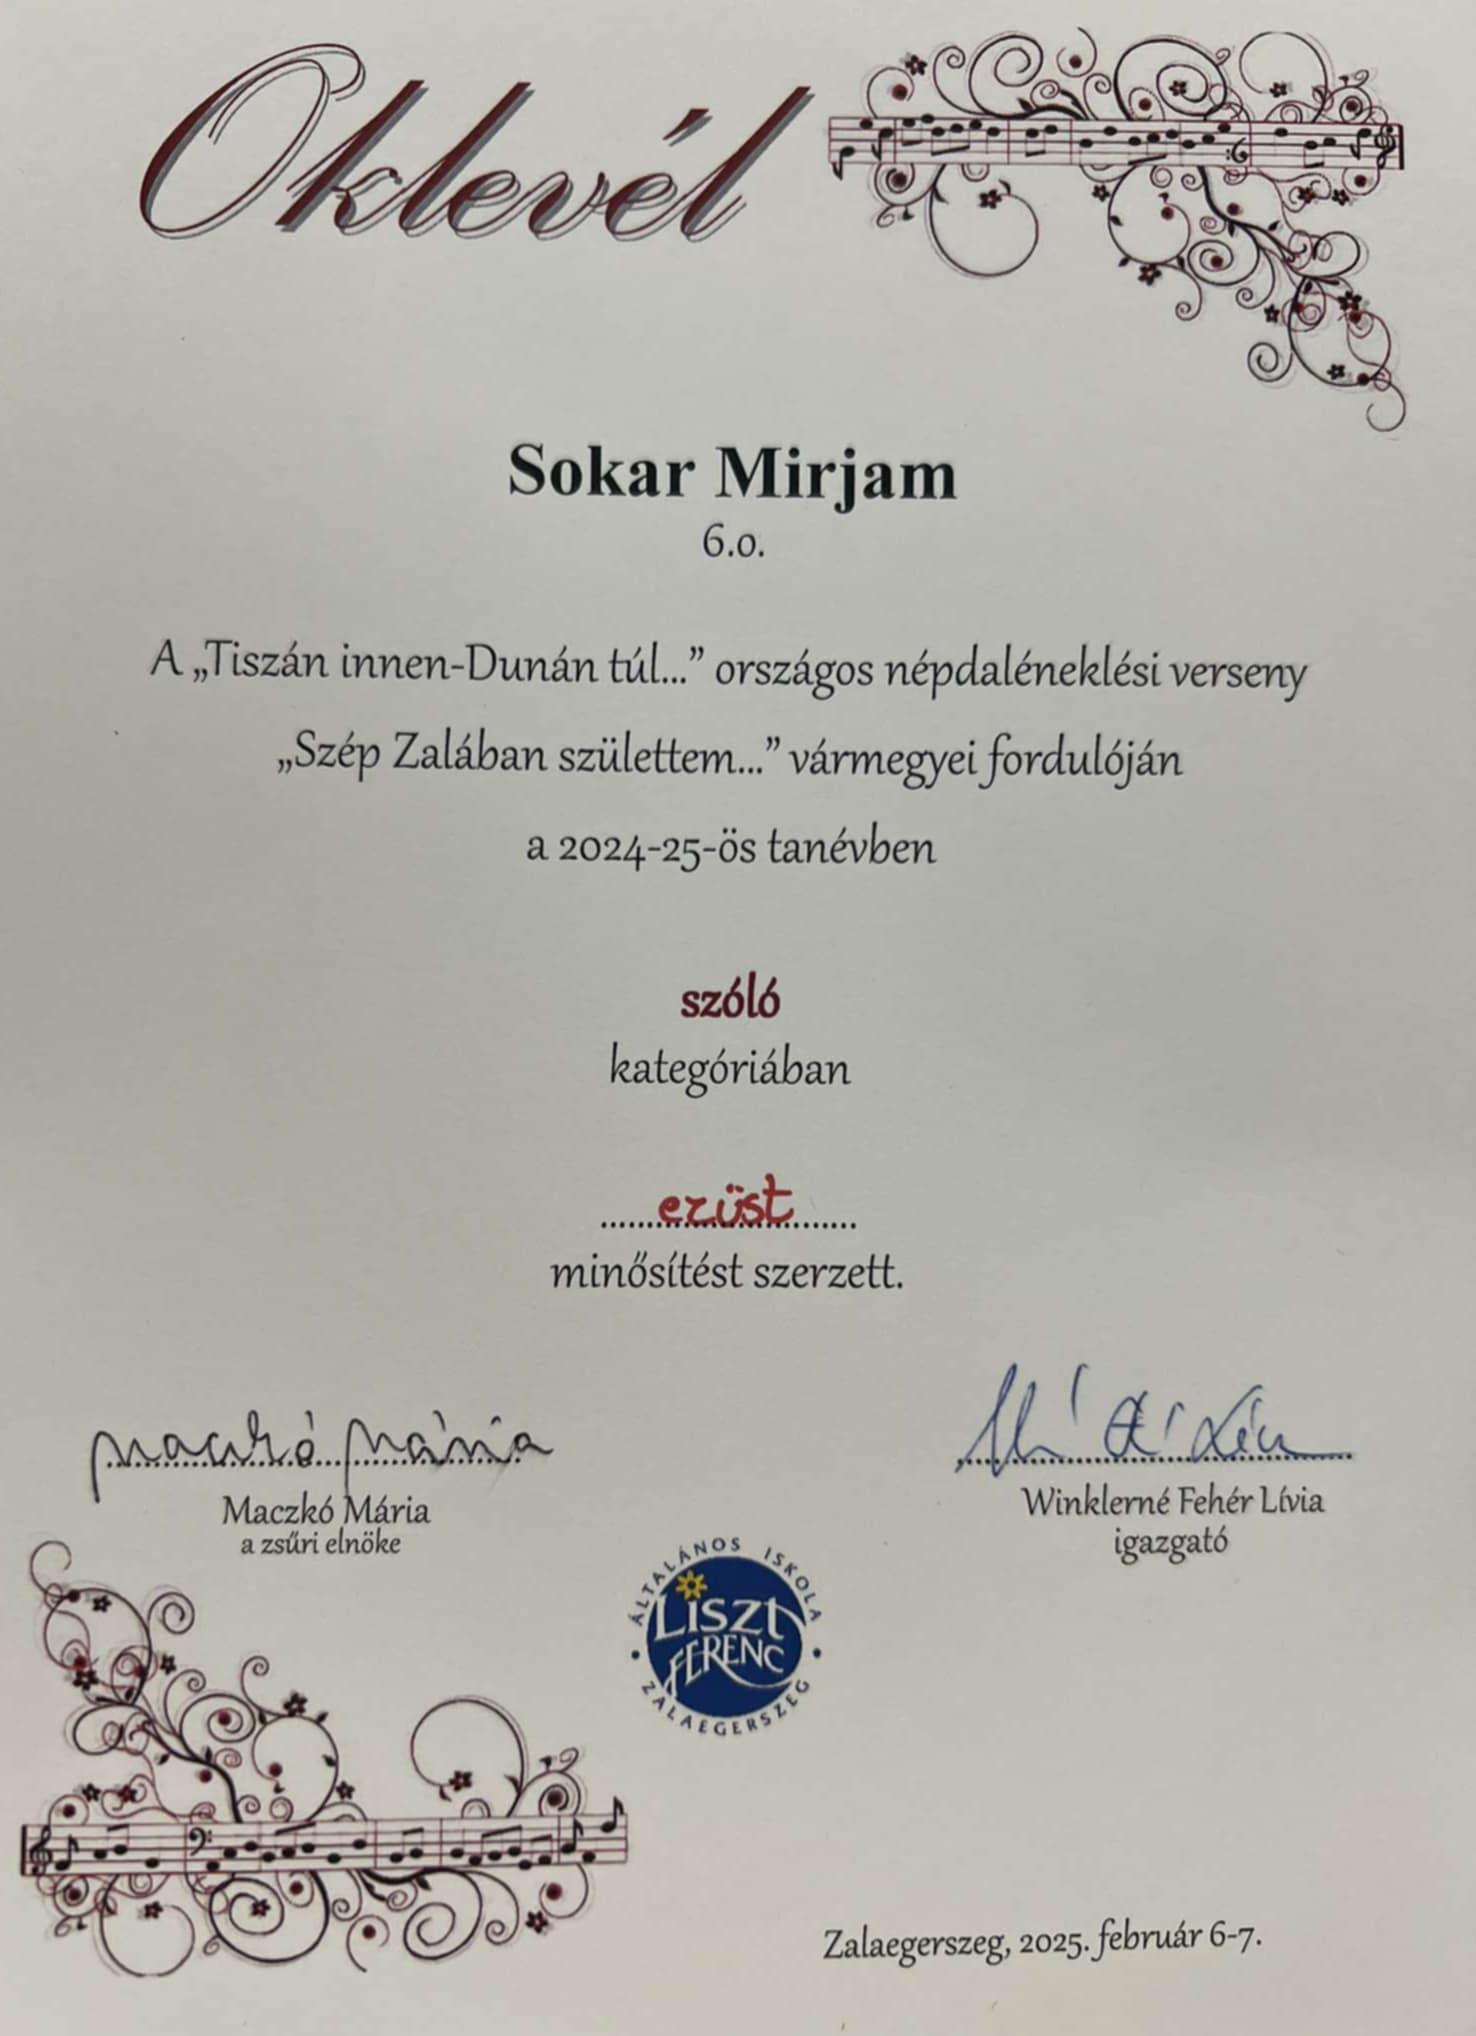 Oklevél
Sokar Mirjam
6.o.
A „Tiszán innen-Dunán túl...” országos népdaléneklési verseny
„Szép Zalában születtem...” vármegyei fordulóján
a 2024-25-ös tanévben
szóló
kategóriában
ezüst
minősítést szerzett.
Maczkó Mária
Maczkó Mária
a zsűri elnöke
Winklerné Fehér Lívia
igazgató
ÁLTALÁNOS ISKOLA
LISZT
FERENC
ZALAEGERSZEG
Zalaegerszeg, 2025. február 6-7.